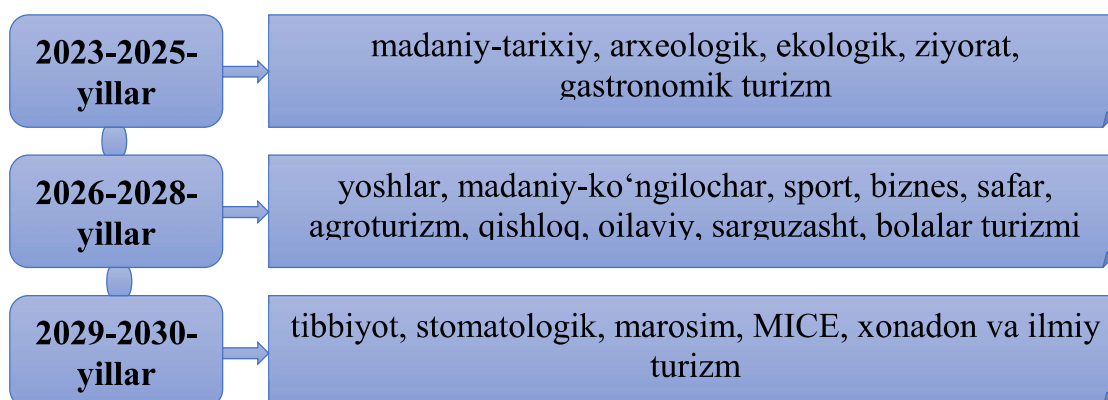 2023-2025-
yillar
madaniy-tarixiy, arxeologik, ekologik, ziyorat,
gastronomik turizm
2026-2028-
yillar
yoshlar, madaniy-ko‘ngilochar, sport, biznes, safar,
agroturizm, qishloq, oilaviy, sarguzasht, bolalar turizmi
2029-2030-
yillar
tibbiyot, stomatologik, marosim, MICE, xonadon va ilmiy
turizm